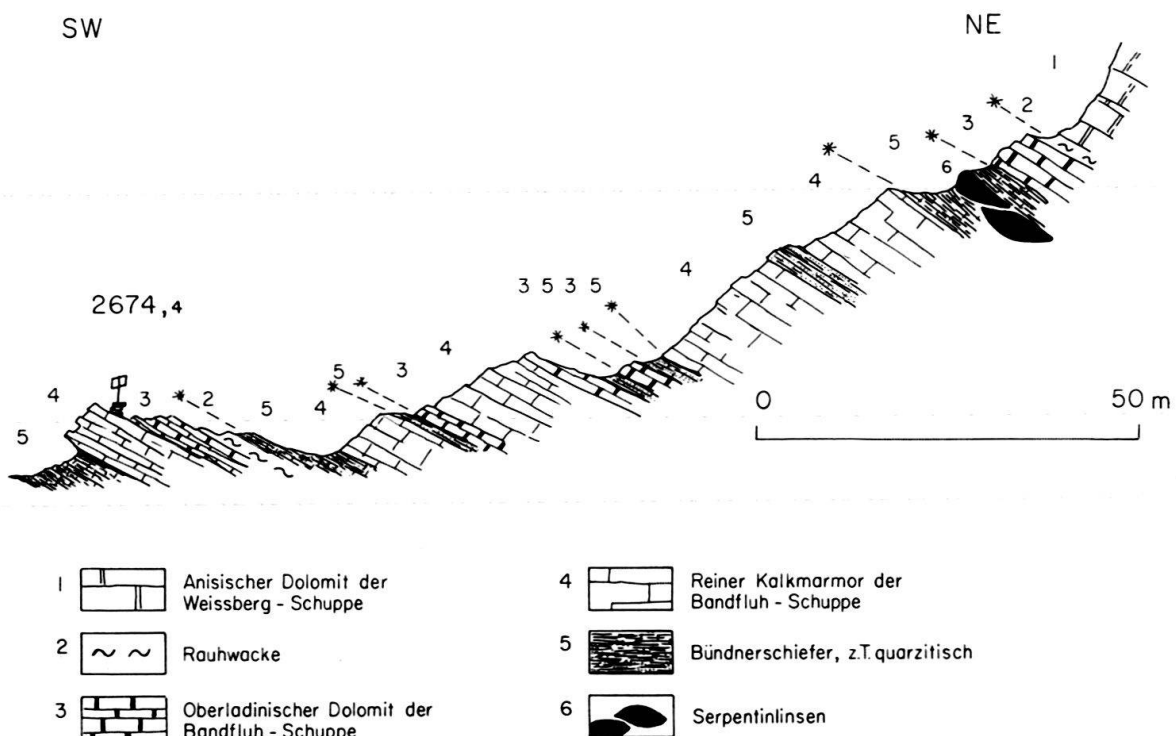 SW
NE
1
2
3
5
6
4
5
4
3 5 3 5
2674,4
4
3
5
4
3
2
5
4
5
0
50 m
1 Anisischer Dolomit der
Weissberg - Schuppe
2 Rauhwacke
3 Oberladinischer Dolomit der
Bandfluh - Schuppe
4 Reiner Kalkmarmor der
Bandfluh - Schuppe
5 Bündnerschiefer, z.T. quarzitisch
6 Serpentinlinsen